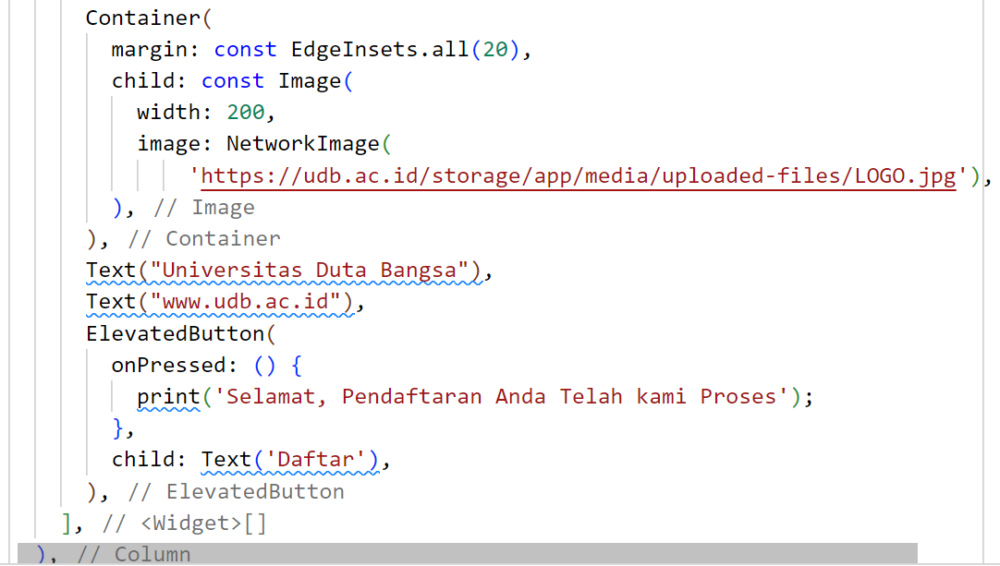 Container(
margin: const EdgeInsets.all(20),
child: const Image(
width: 200,
image: NetworkImage(
'https://udb.ac.id/storage/app/media/uploaded-files/LOGO.jpg'),
), // Image
), // Container
Text("Universitas Duta Bangsa"),
Text("www.udb.ac.id"),
ElevatedButton(
onPressed: () {
print('Selamat, Pendaftaran Anda Telah kami Proses');
},
child: Text('Daftar'),
), // ElevatedButton
], // <Widget>[]
), // Column